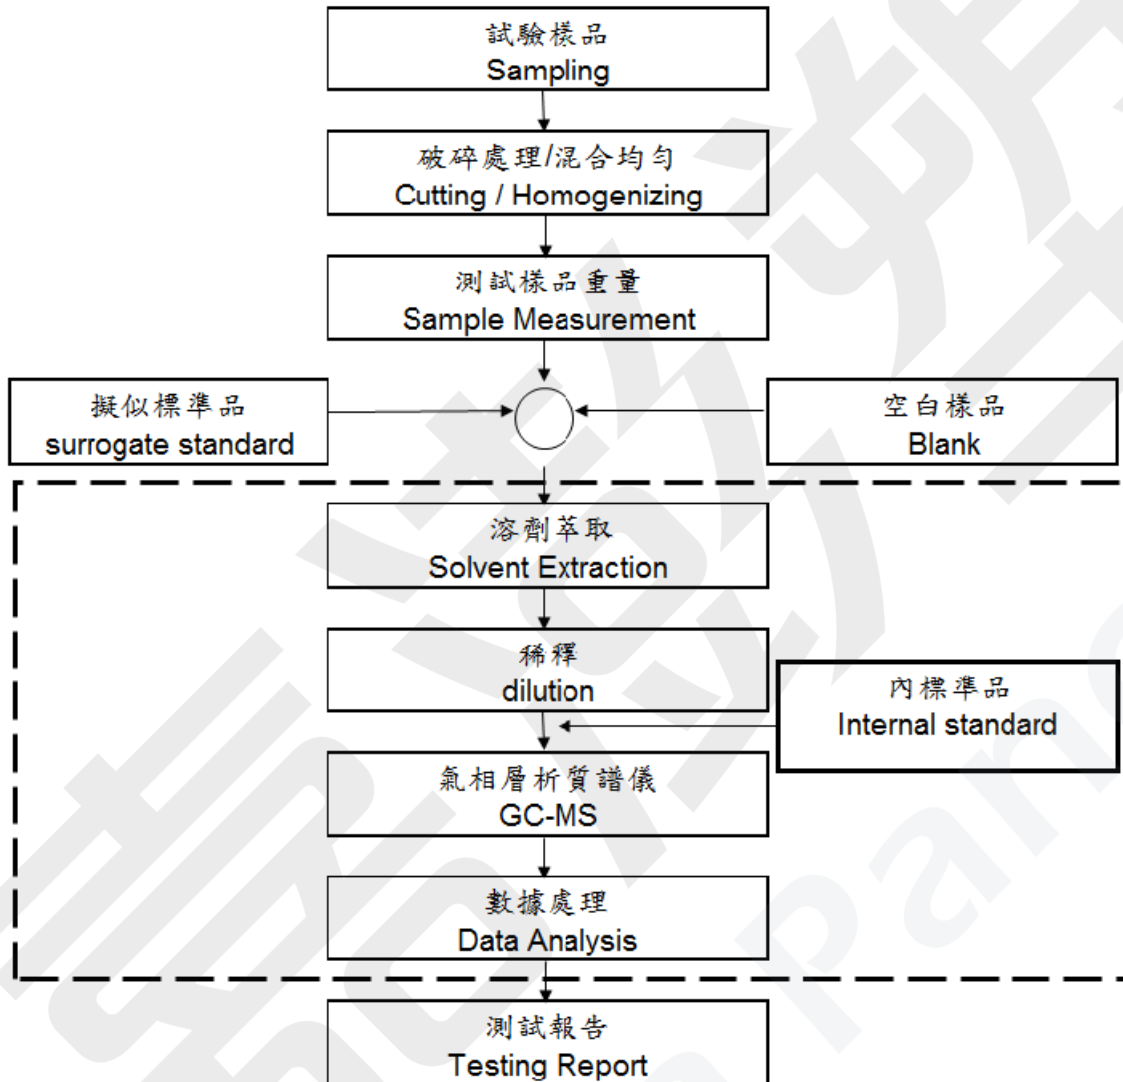 試驗樣品
Sampling
破碎處理/混合均勻
Cutting / Homogenizing
測試樣品重量
Sample Measurement
擬似標準品
surrogate standard
空白樣品
Blank
溶劑萃取
Solvent Extraction
稀釋
dilution
內標準品
Internal standard
氣相層析質譜儀
GC-MS
數據處理
Data Analysis
測試報告
Testing Report